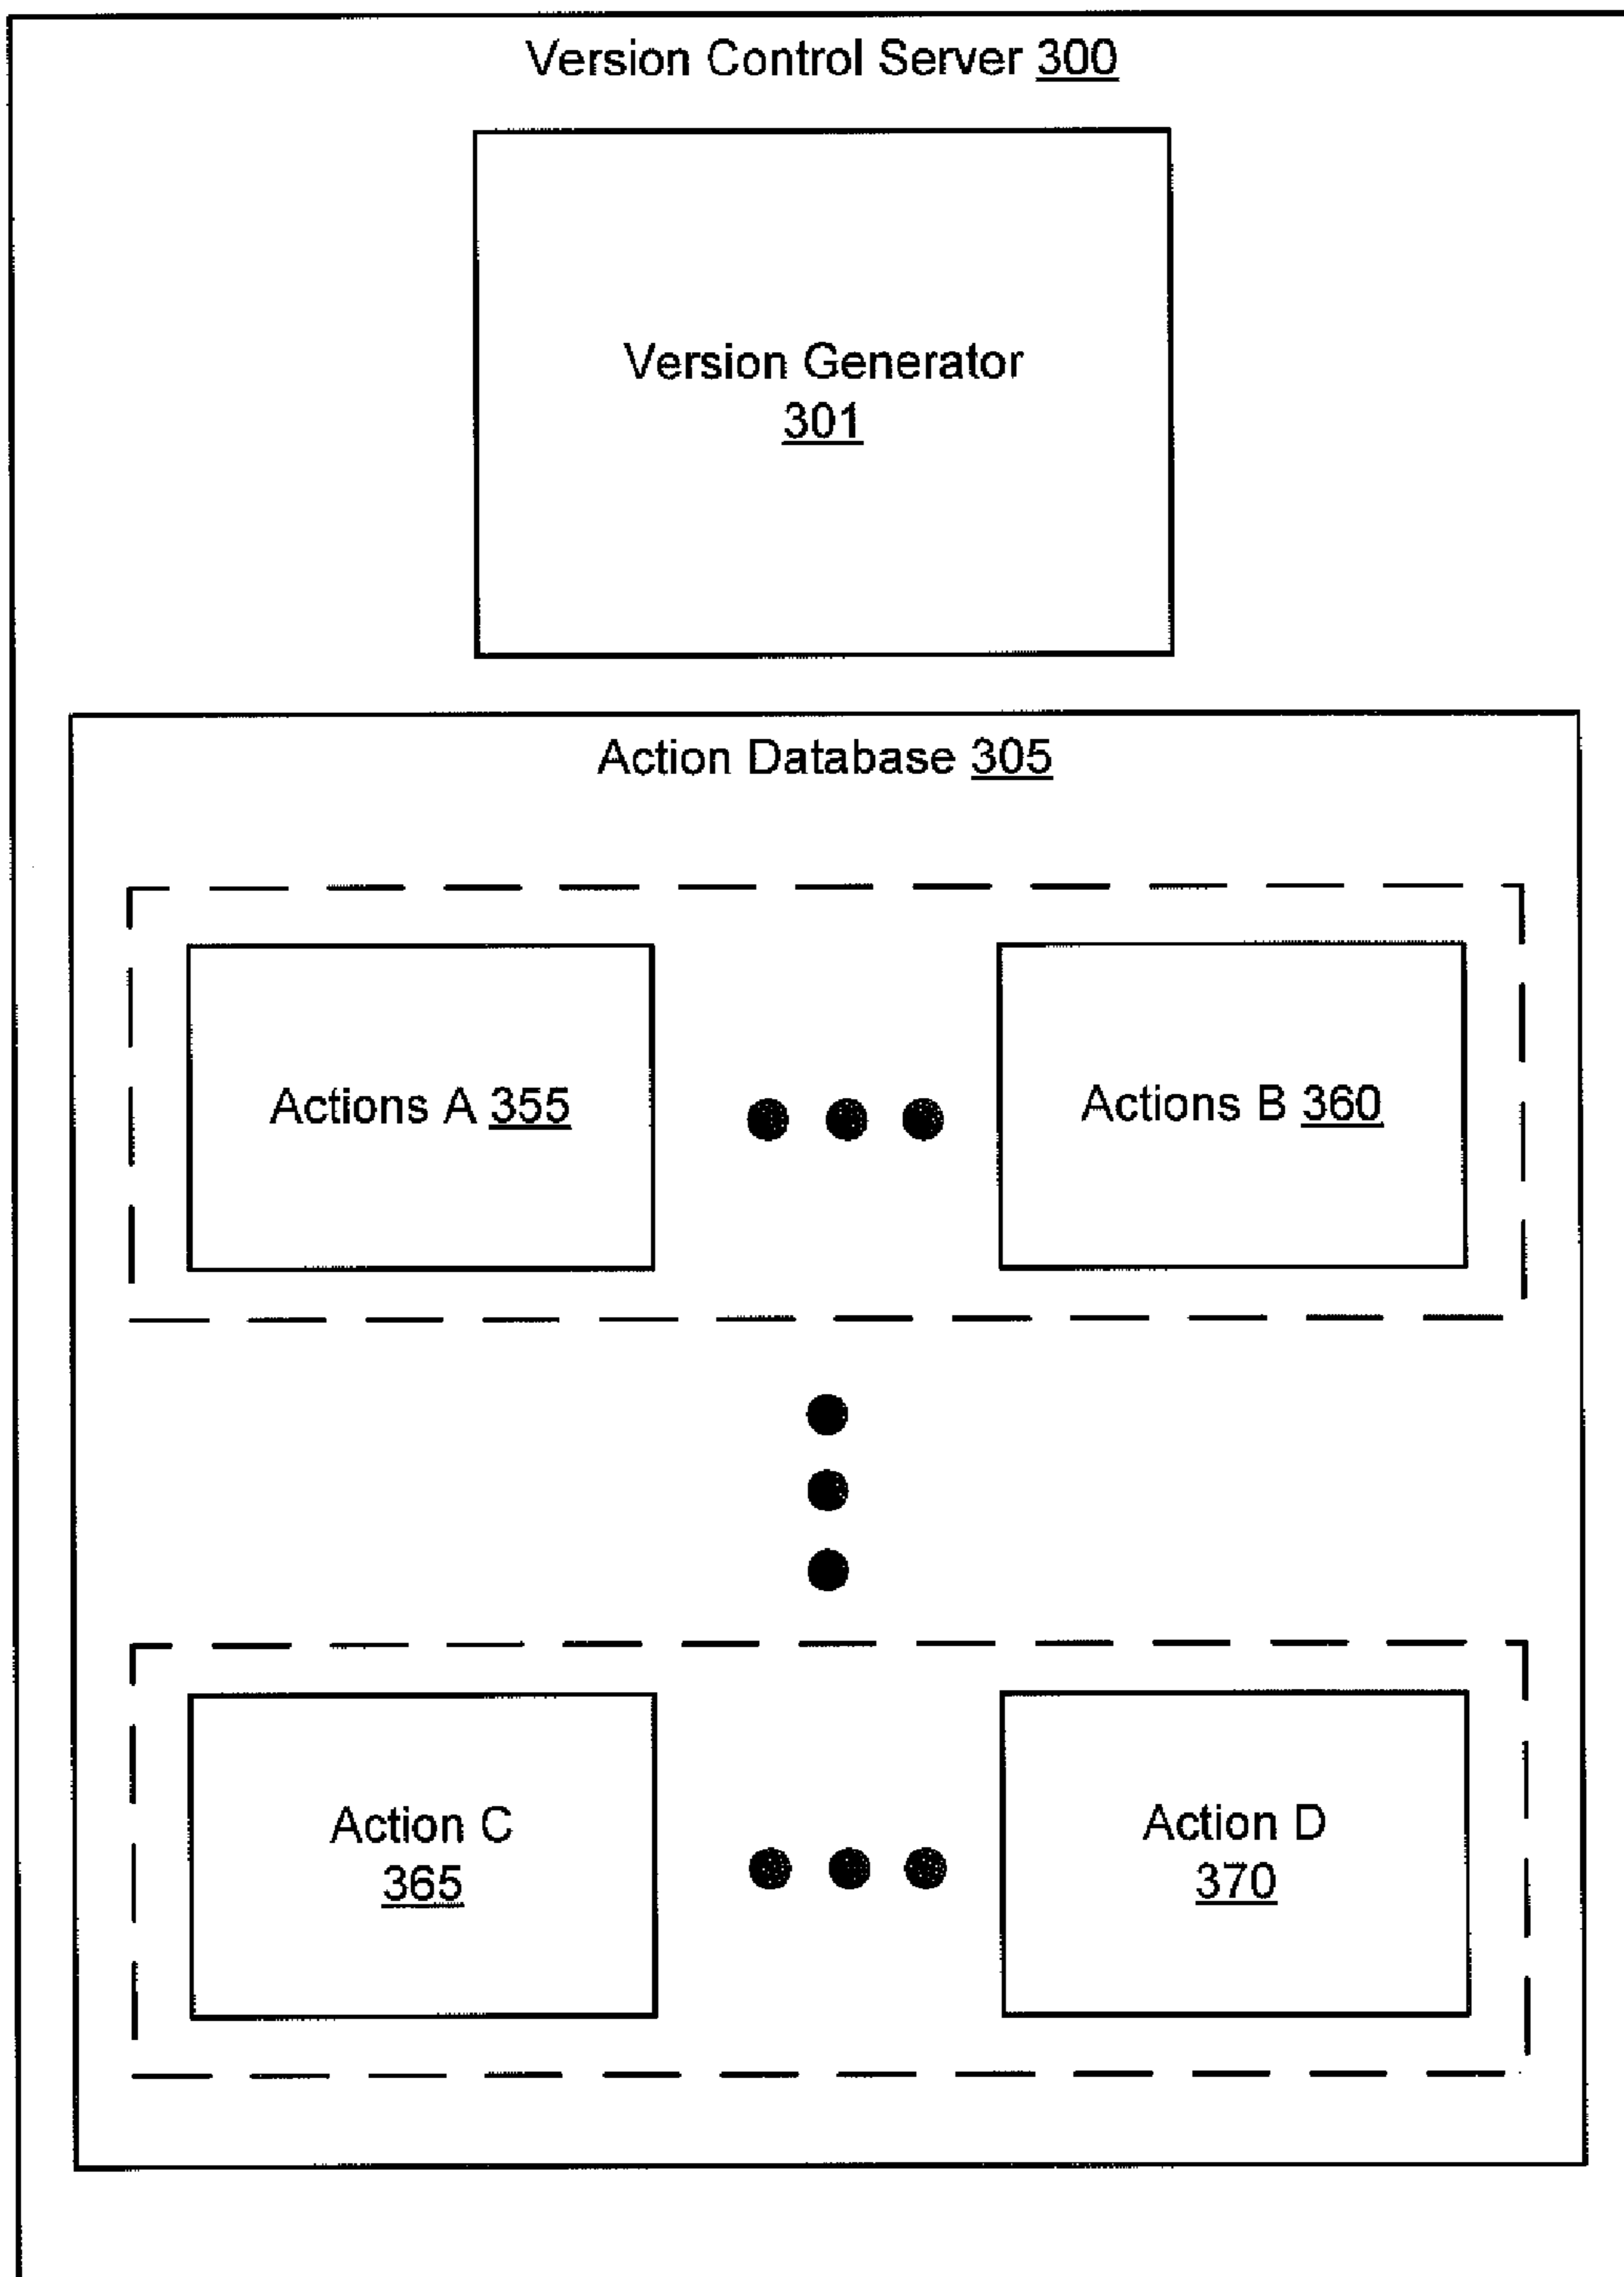 Version Control Server 300
Version Generator
301
Action Database 305
Actions A 355
Actions B 360
Action C
365
Action D
370